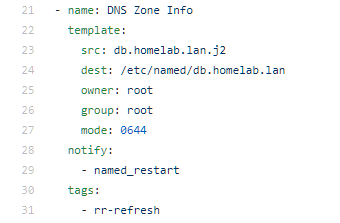 21 - name: DNS Zone Info
22 template:
23 src: db.homelab.lan.j2
24 dest: /etc/named/db.homelab.lan
25 owner: root
26 group: root
27 mode: 0644
28 notify:
29 - named_restart
30 tags:
31 - rr-refresh